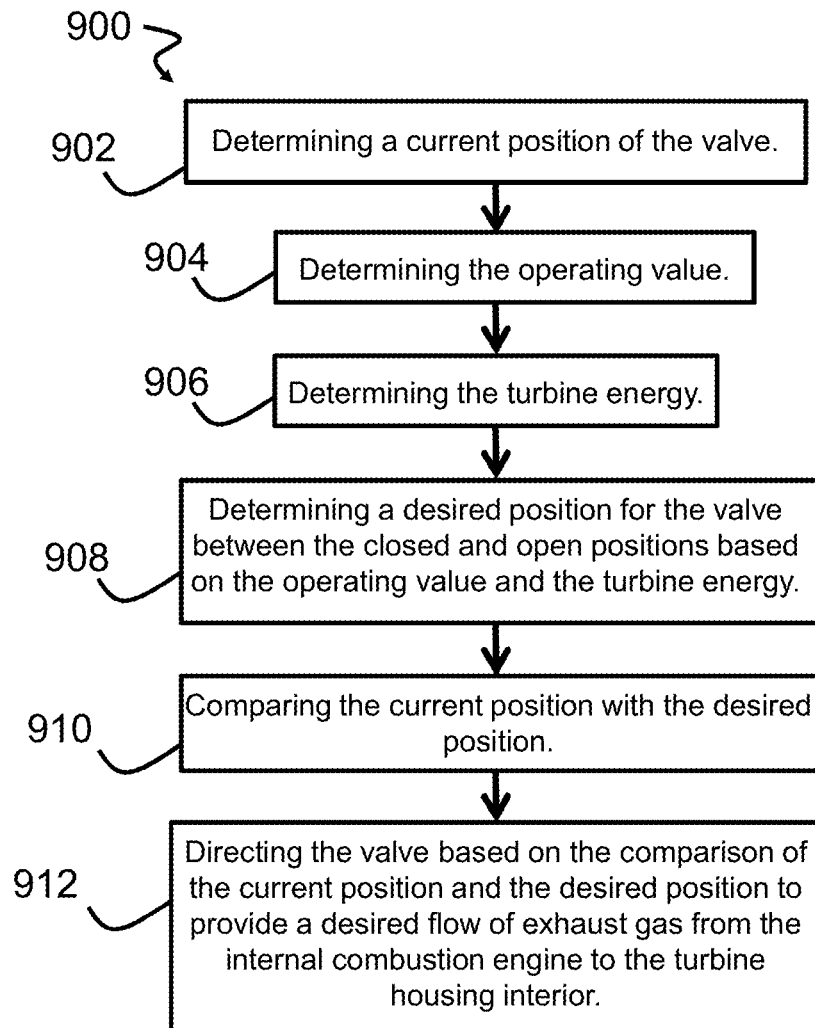 900
902
Determining a current position of the valve.
904
Determining the operating value.
906
Determining the turbine energy.
908
Determining a desired position for the valve
between the closed and open positions based
on the operating value and the turbine energy.
910
Comparing the current position with the desired
position.
912
Directing the valve based on the comparison of
the current position and the desired position to
provide a desired flow of exhaust gas from the
internal combustion engine to the turbine
housing interior.